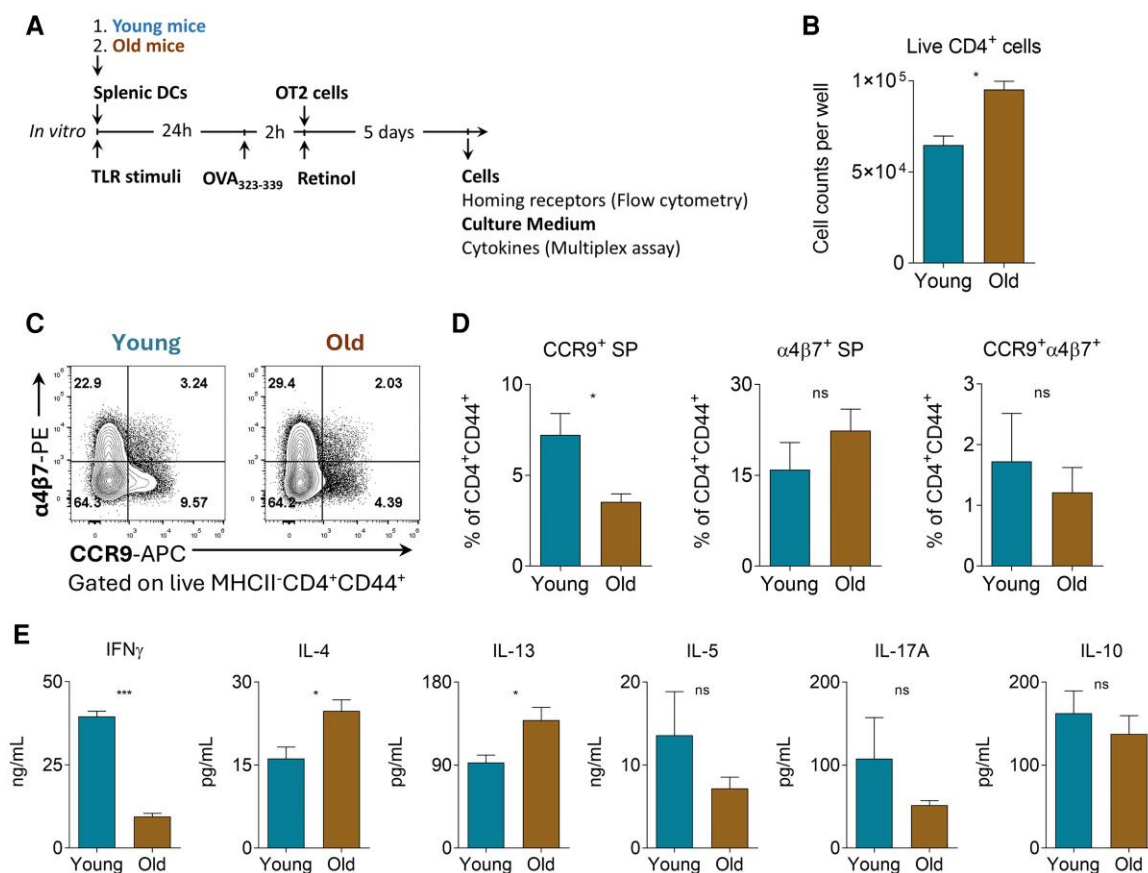 A
1. Young mice
2. Old mice
Splenic DCs
OT2 cells
In vitro
24h
2h
5 days
TLR stimuli
OVA323-339
Retinol
Cells
Homing receptors (Flow cytometry)
Culture Medium
Cytokines (Multiplex assay)
B
Live CD4+ cells
*
1×10^5
5×10^4
0
Cell counts per well
Young Old
C
Young Old
22.9 3.24
64.3 9.57
29.4 2.03
64.2 4.39
α4β7-PE
CCR9-APC
Gated on live MHCII-CD4+CD44+
D
CCR9+ SP
*
10
5
0
% of CD4+CD44+
Young Old
α4β7+ SP
ns
30
15
0
% of CD4+CD44+
Young Old
CCR9+α4β7+
ns
3
2
1
0
% of CD4+CD44+
Young Old
E
IFNγ
***
50
25
0
ng/mL
Young Old
IL-4
*
30
15
0
pg/mL
Young Old
IL-13
*
180
90
0
pg/mL
Young Old
IL-5
ns
20
10
0
ng/mL
Young Old
IL-17A
ns
200
100
0
pg/mL
Young Old
IL-10
ns
200
100
0
pg/mL
Young Old